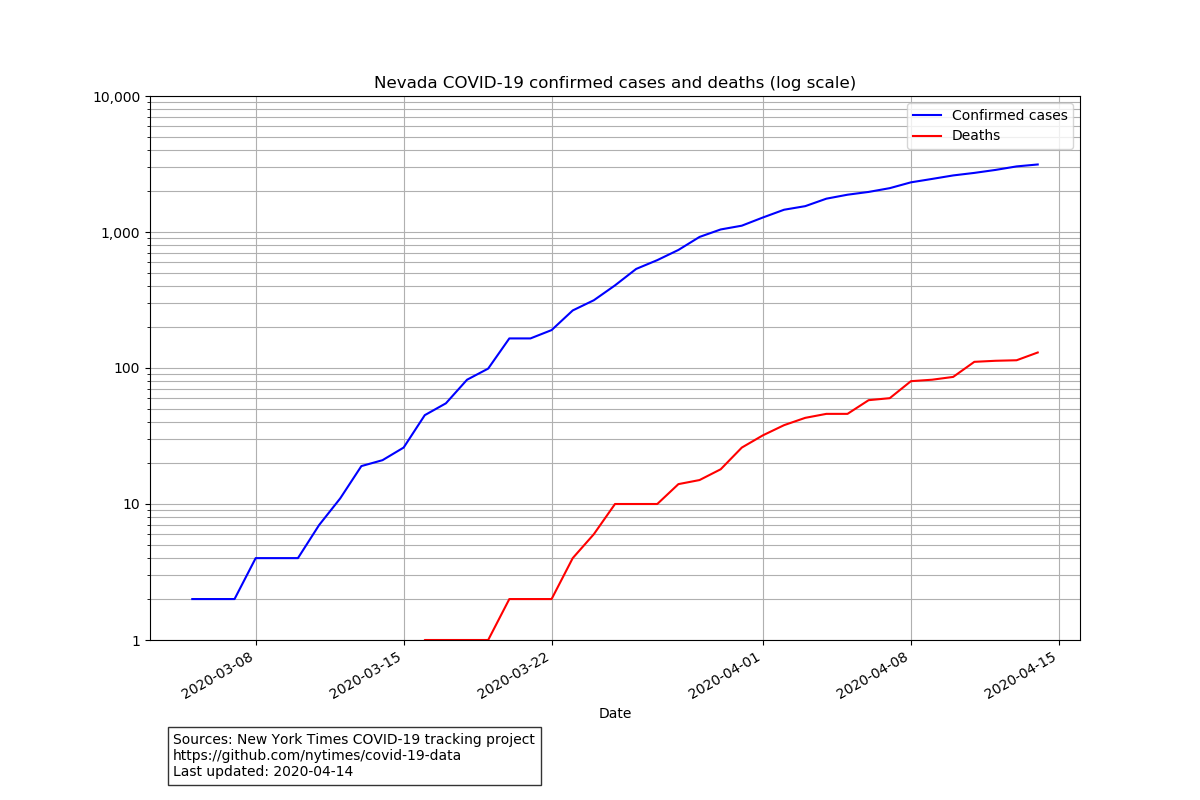 Nevada COVID-19 confirmed cases and deaths (log scale)
10,000
1,000
100
10
1
Confirmed cases
Deaths
2020-03-08
2020-03-15
2020-03-22
2020-04-01
2020-04-08
2020-04-15
Date
Sources: New York Times COVID-19 tracking project
https://github.com/nytimes/covid-19-data
Last updated: 2020-04-14